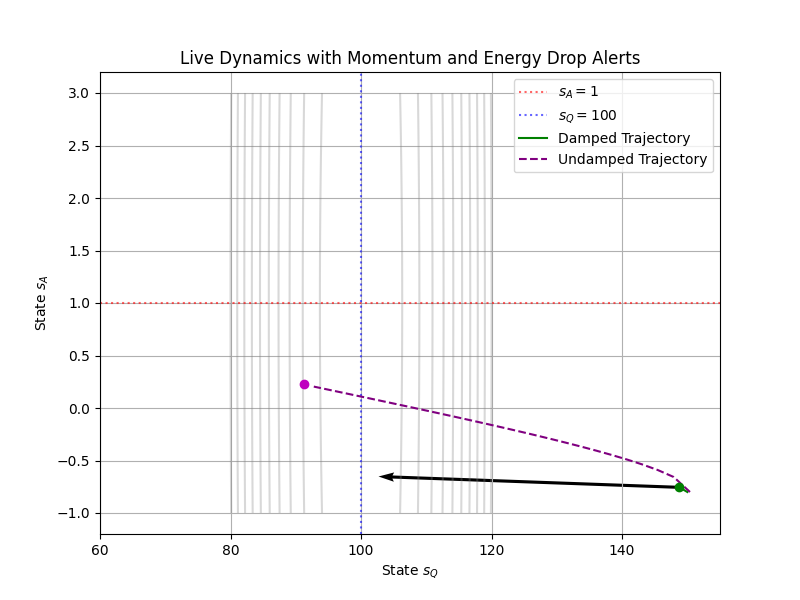 Live Dynamics with Momentum and Energy Drop Alerts
3.0
2.5
2.0
1.5
1.0
0.5
0.0
−0.5
−1.0
State s_A
s_A = 1
s_Q = 100
Damped Trajectory
Undamped Trajectory
60 80 100 120 140
State s_Q